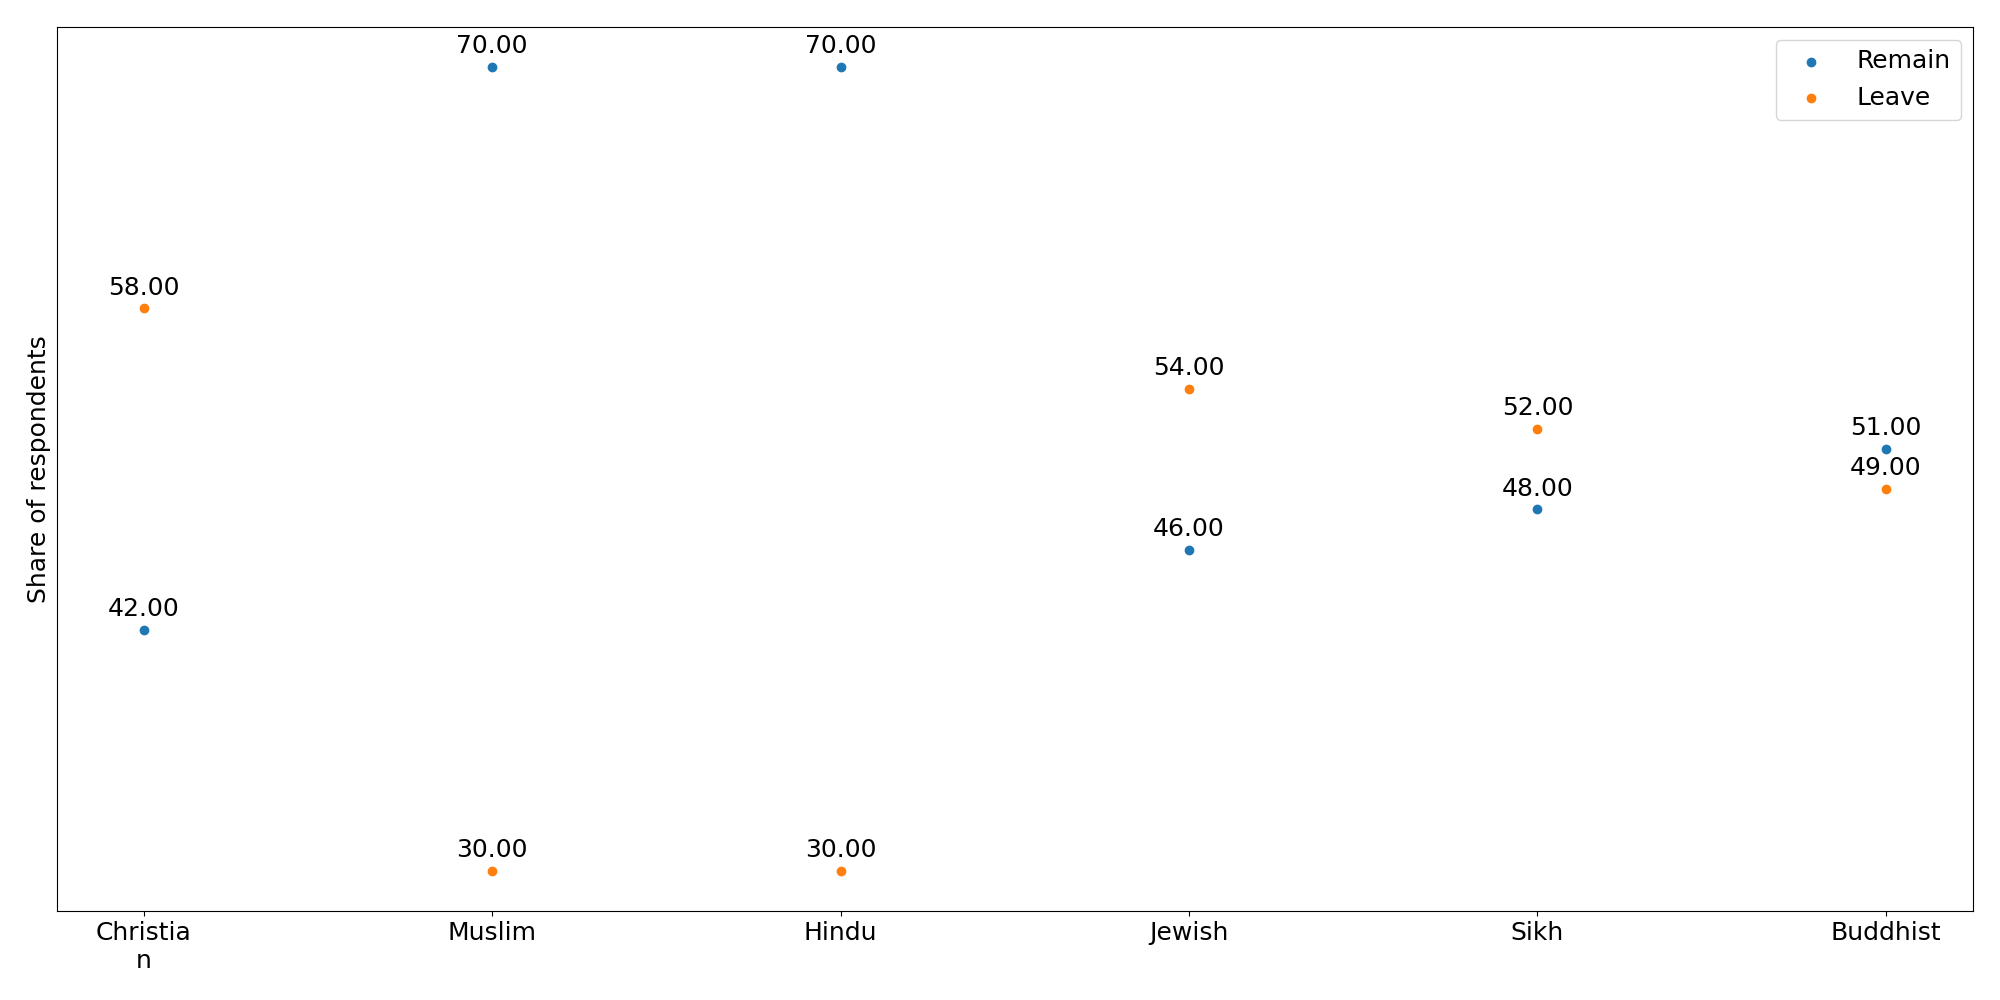 70.00
70.00
Remain
Leave
58.00
54.00
52.00
51.00
49.00
48.00
46.00
42.00
30.00
30.00
Share of respondents
Christia
n
Muslim
Hindu
Jewish
Sikh
Buddhist